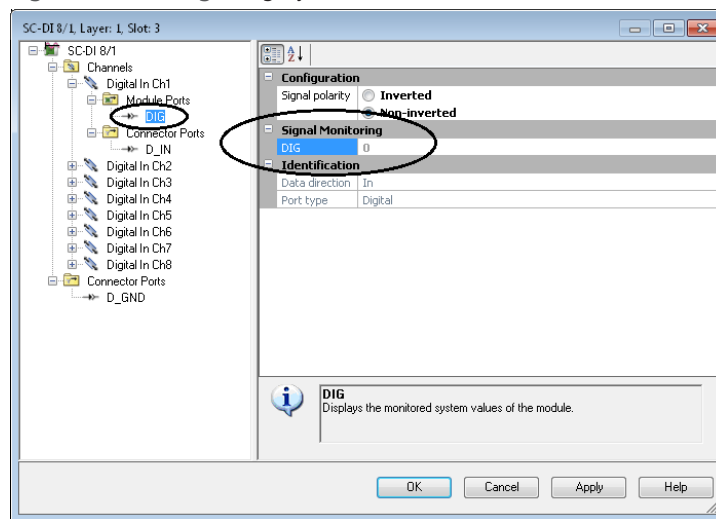 SC-DI 8/1, Layer: 1, Slot: 3
SC-DI 8/1
Channels
Digital In Ch1
Module Ports
DIG
Connector Ports
D_IN
Digital In Ch2
Digital In Ch3
Digital In Ch4
Digital In Ch5
Digital In Ch6
Digital In Ch7
Digital In Ch8
Connector Ports
D_GND
Configuration
Signal polarity Inverted
Non-inverted
Signal Monitoring
DIG 0
Identification
Data direction In
Port type Digital
DIG
Displays the monitored system values of the module.
OK Cancel Apply Help